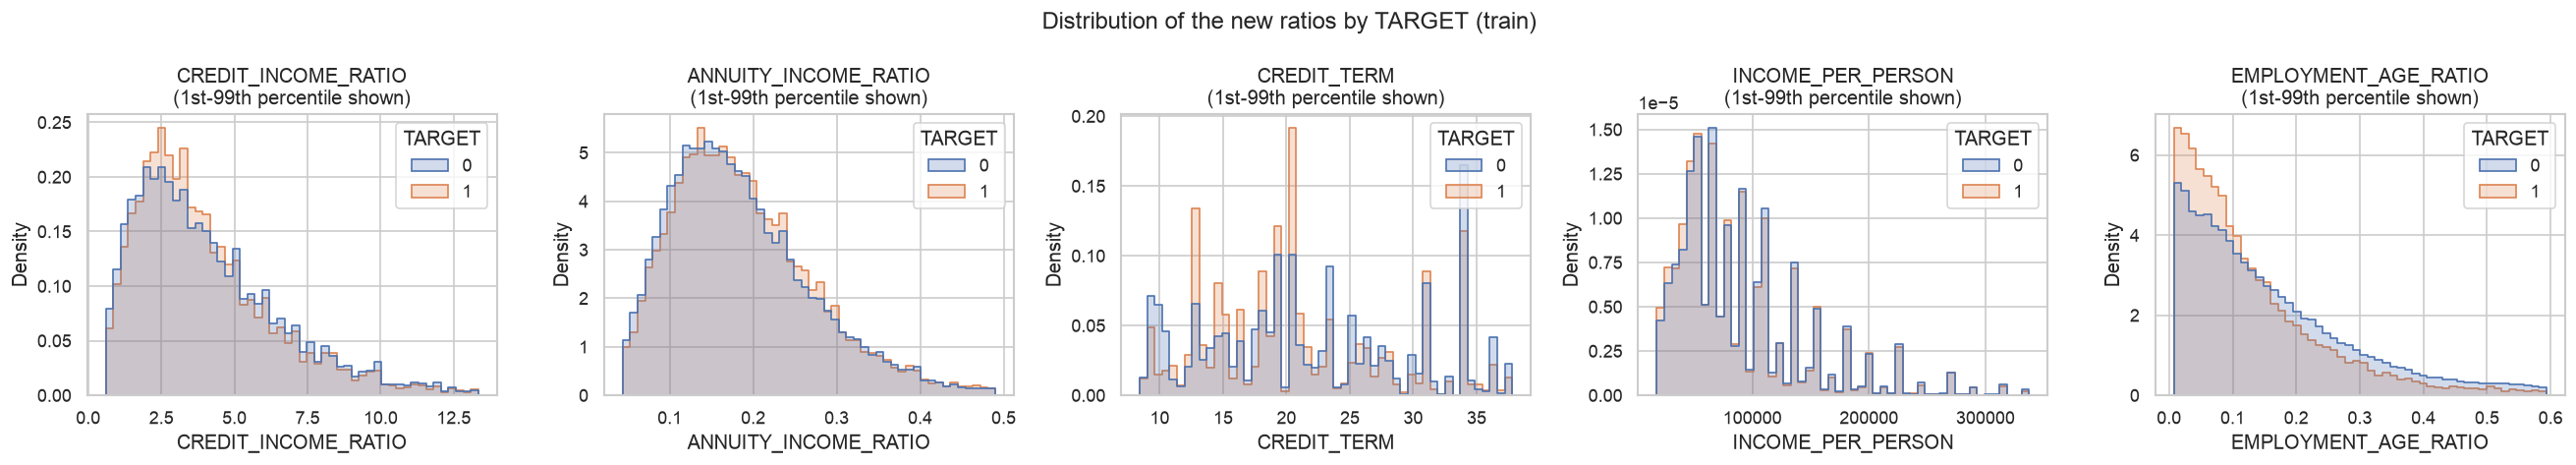 Distribution of the new ratios by TARGET (train)
CREDIT_INCOME_RATIO
(1st-99th percentile shown)
0.25
0.20
0.15
0.10
0.05
0.00
Density
TARGET
0
1
0.0 2.5 5.0 7.5 10.0 12.5
CREDIT_INCOME_RATIO
ANNUITY_INCOME_RATIO
(1st-99th percentile shown)
5
4
3
2
1
0
Density
TARGET
0
1
0.1 0.2 0.3 0.4 0.5
ANNUITY_INCOME_RATIO
CREDIT_TERM
(1st-99th percentile shown)
0.20
0.15
0.10
0.05
0.00
Density
TARGET
0
1
10 15 20 25 30 35
CREDIT_TERM
INCOME_PER_PERSON
(1st-99th percentile shown)
1e−5
1.50
1.25
1.00
0.75
0.50
0.25
0.00
Density
TARGET
0
1
100000 200000 300000
INCOME_PER_PERSON
EMPLOYMENT_AGE_RATIO
(1st-99th percentile shown)
6
4
2
0
Density
TARGET
0
1
0.0 0.1 0.2 0.3 0.4 0.5 0.6
EMPLOYMENT_AGE_RATIO